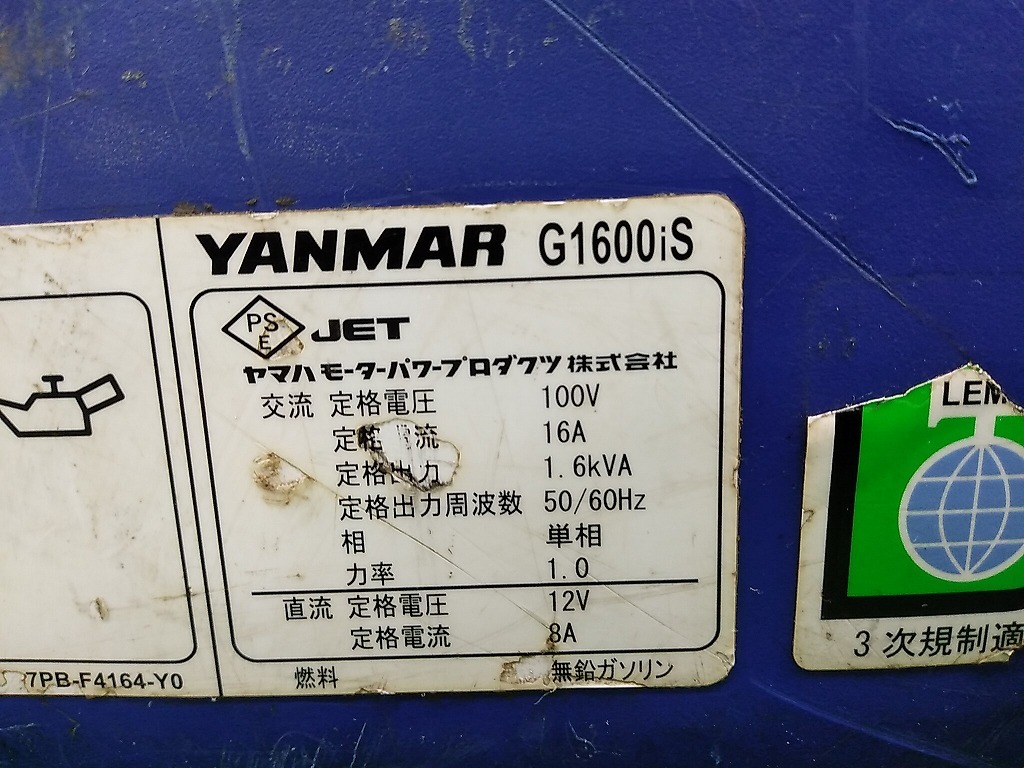 YANMAR G1600iS
PS
E
JET
ヤマハモーターパワープロダクツ株式会社
交流 定格電圧 100V
定格電流 16A
定格出力 1.6kVA
定格出力周波数 50/60Hz
相 単相
力率 1.0
直流 定格電圧 12V
定格電流 8A
燃料 無鉛ガソリン
7PB-F4164-Y0
LEM
3次規制適